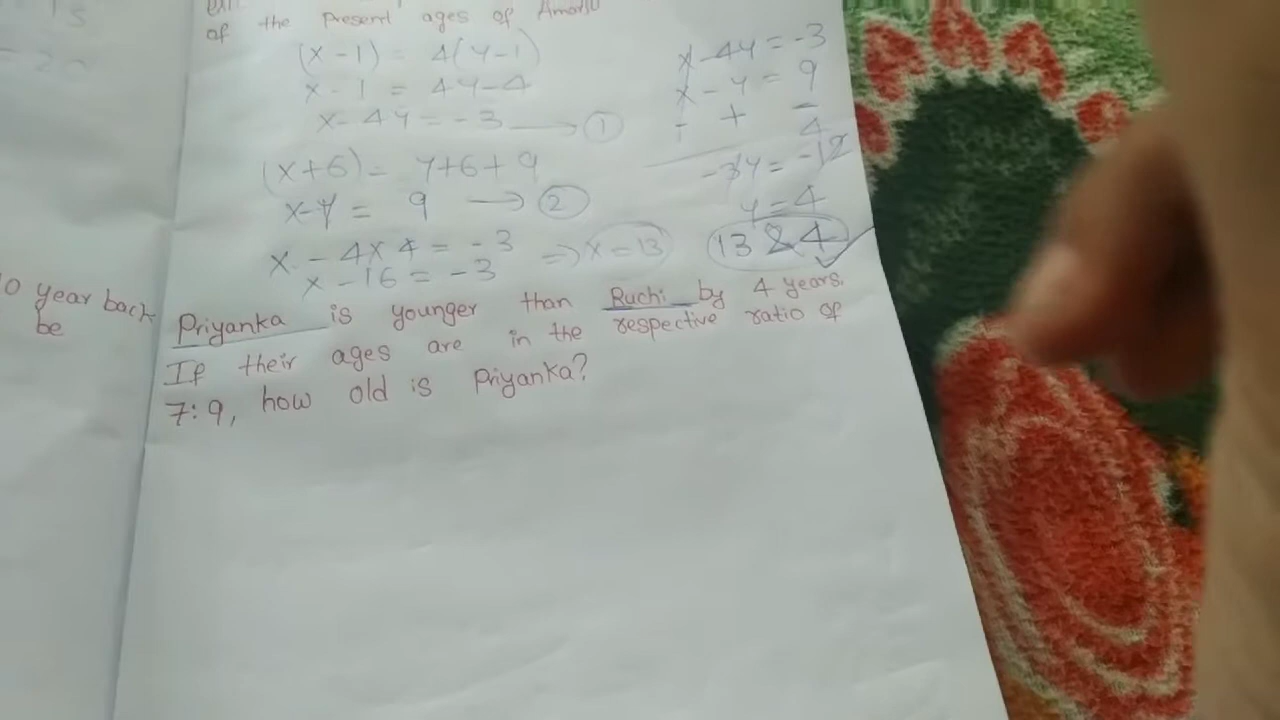 of the present ages of
(x-1) = 4(y-1)
x-1 = 4y-4
x-4y = -3 → ①
(x+6) = y+6+9
x-y = 9 → ②
x - 4x4 = -3 => x = 13
x - 16 = -3
x-4y = -3
x-y = 9
- + -
4
-3y = -12
y = 4
13 & 4
0 year back
be
Priyanka is younger than Ruchi by 4 years.
If their ages are in the respective ratio of
7:9, how old is Priyanka?